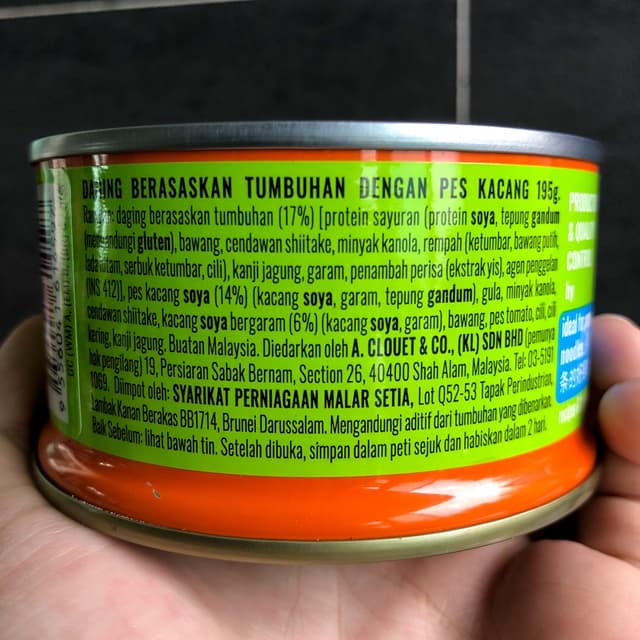 DAGING BERASASKAN TUMBUHAN DENGAN PES KACANG 195g.
daging berasaskan tumbuhan (17%) [protein sayuran (protein soya, tepung gandum
(mengandungi gluten), bawang, cendawan shiitake, minyak kanola, rempah (ketumbar, bawang putih,
lada hitam, serbuk ketumbar, cili), kanji jagung, garam, penambah perisa (ekstrak yis), agen penggelan
(INS 412)], pes kacang soya (14%) (kacang soya, garam, tepung gandum), gula, minyak kanola,
cendawan shiitake, kacang soya bergaram (6%) (kacang soya, garam), bawang, pes tomato, cili, cili
kering, kanji jagung. Buatan Malaysia. Diedarkan oleh A. CLOUET & CO., (KL) SDN BHD (pemunya
hak pengilang) 19, Persiaran Sabak Bernam, Section 26, 40400 Shah Alam, Malaysia. Tel: 03-5191
1069. Diimpot oleh: SYARIKAT PERNIAGAAN MALAR SETIA, Lot Q52-53 Tapak Perindustrian,
Lambak Kanan Berakas BB1714, Brunei Darussalam. Mengandungi aditif dari tumbuhan yang dibenarkan.
Baik Sebelum: lihat bawah tin. Setelah dibuka, simpan dalam peti sejuk dan habiskan dalam 2 hari.
& 
by
ideal